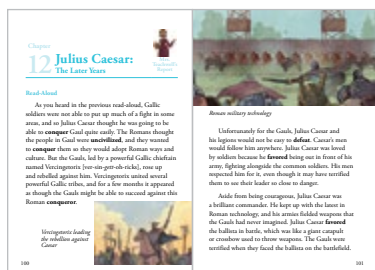 Chapter
12 Julius Caesar:
The Later Years
Read-Aloud
As you heard in the previous read-aloud, Gallic
soldiers were not able to put up much of a fight in some
areas, and so Julius Caesar thought he was going to be
able to conquer Gaul quite easily. The Romans thought
the people in Gaul were uncivilized, and they wanted
to conquer them so they would adopt Roman ways and
culture. But the Gauls, led by a powerful Gallic chieftain
named Vercingetorix [ver-sin-get-oh-ricks], rose up
and rebelled against him. Vercingetorix united several
powerful Gallic tribes, and for a few months it appeared
as though the Gauls might be able to succeed against this
Roman conqueror.
Vercingetorix leading
the rebellion against
Caesar
100
Roman military technology
Unfortunately for the Gauls, Julius Caesar and
his legions would not be easy to defeat. Caesar's men
would follow him anywhere. Julius Caesar was loved
by soldiers because he favored being out in front of his
army, fighting alongside the common soldiers. His men
respected him for it, even though it may have terrified
them to see their leader so close to danger.
Aside from being courageous, Julius Caesar was
a brilliant commander. He kept up with the latest in
Roman technology, and his armies fielded weapons that
the Gauls had never imagined. Julius Caesar favored
the ballista in battle, which was like a giant catapult
or crossbow used to throw weapons. The Gauls were
terrified when they faced the ballista on the battlefield.
101